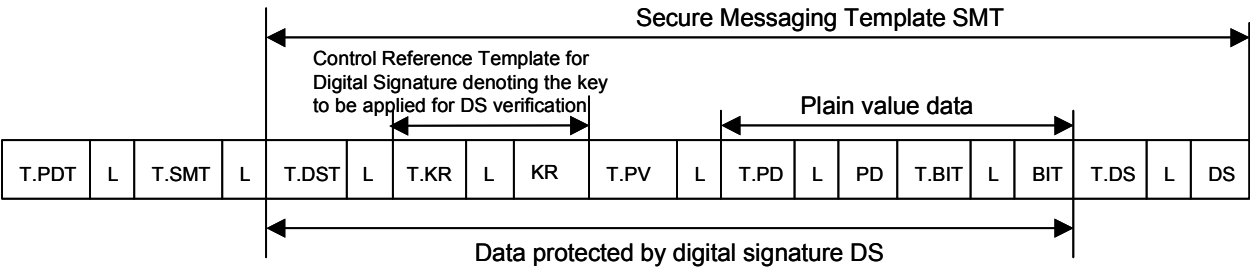 Secure Messaging Template SMT
Control Reference Template for
Digital Signature denoting the key
to be applied for DS verification
Plain value data
T.PDT L T.SMT L T.DST L T.KR L KR T.PV L T.PD L PD T.BIT L BIT T.DS L DS
Data protected by digital signature DS